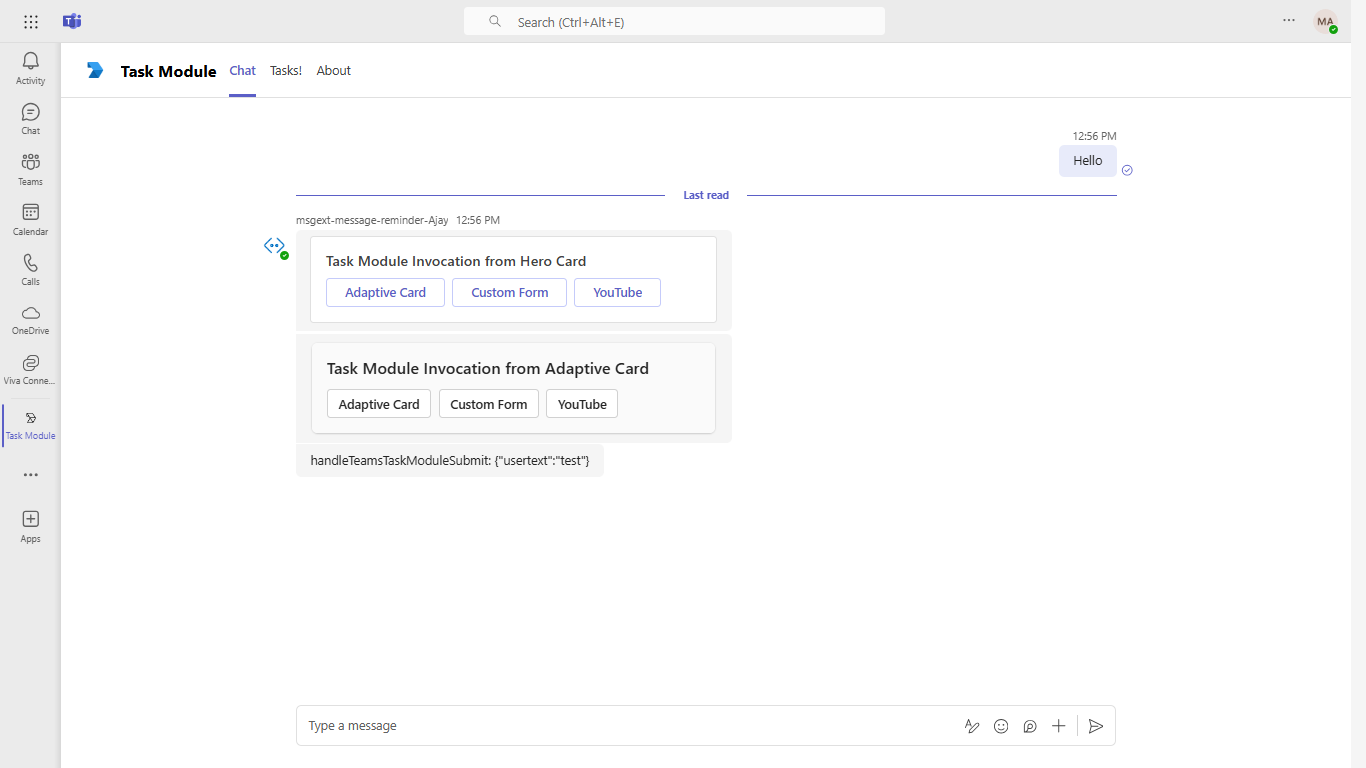 Search (Ctrl+Alt+E)
MA
Activity
Chat
Teams
Calendar
Calls
OneDrive
Viva Conne...
Task Module
Apps
Task Module Chat Tasks! About
12:56 PM
Hello
Last read
msgext-message-reminder-Ajay 12:56 PM
Task Module Invocation from Hero Card
Adaptive Card Custom Form YouTube
Task Module Invocation from Adaptive Card
Adaptive Card Custom Form YouTube
handleTeamsTaskModuleSubmit: {"usertext":"test"}
Type a message